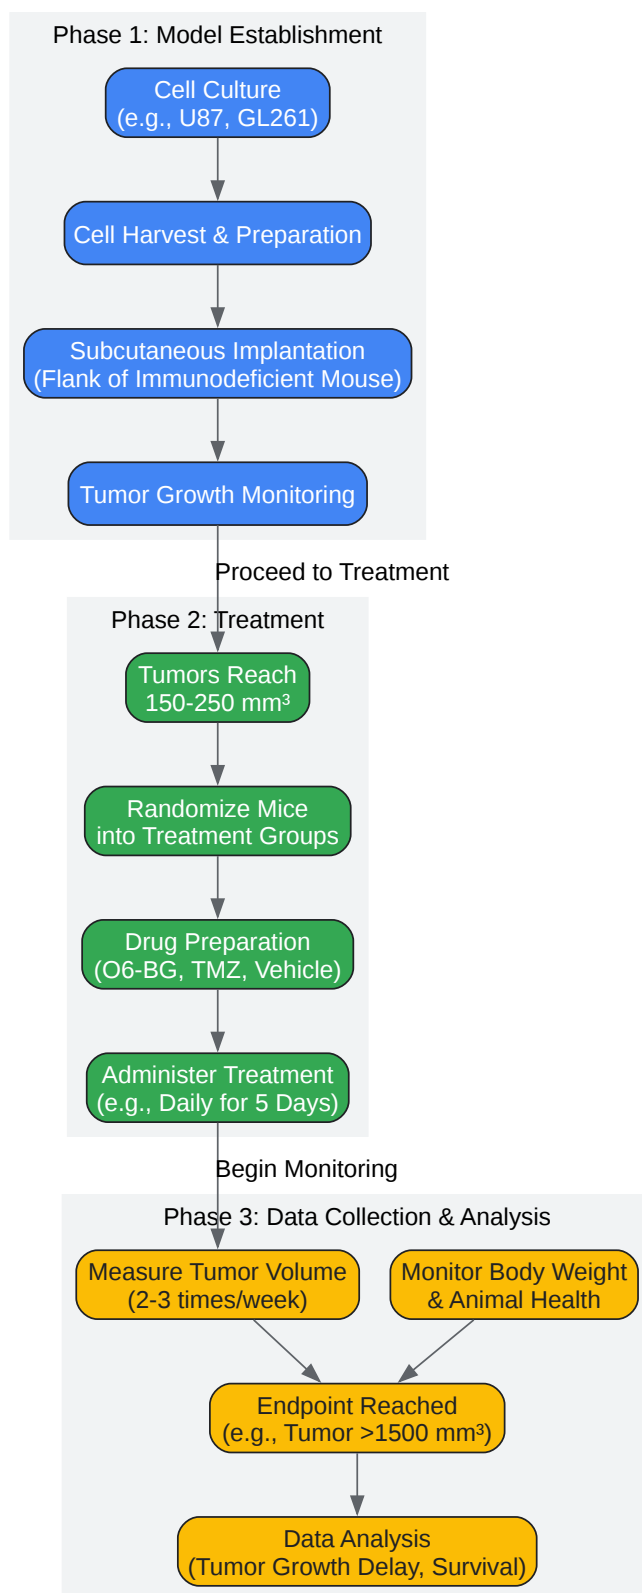 Phase 1: Model Establishment
Cell Culture
(e.g., U87, GL261)
Cell Harvest & Preparation
Subcutaneous Implantation
(Flank of Immunodeficient Mouse)
Tumor Growth Monitoring
Proceed to Treatment
Phase 2: Treatment
Tumors Reach
150-250 mm³
Randomize Mice
into Treatment Groups
Drug Preparation
(O6-BG, TMZ, Vehicle)
Administer Treatment
(e.g., Daily for 5 Days)
Begin Monitoring
Phase 3: Data Collection & Analysis
Measure Tumor Volume
(2-3 times/week)
Monitor Body Weight
& Animal Health
Endpoint Reached
(e.g., Tumor >1500 mm³)
Data Analysis
(Tumor Growth Delay, Survival)